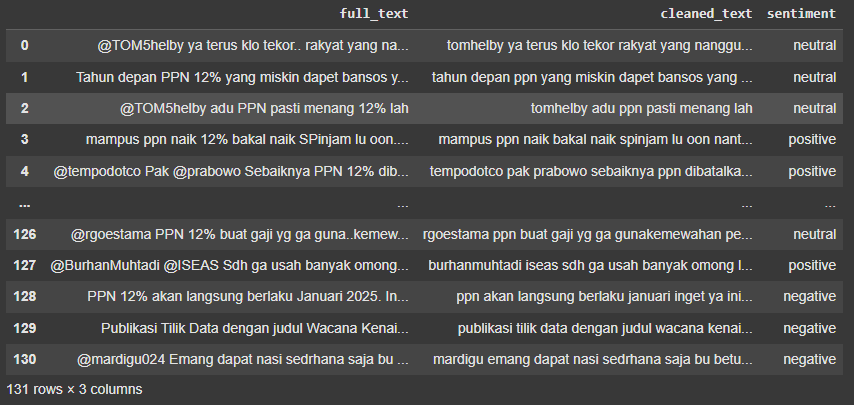 full_text cleaned_text sentiment
0 @TOM5helby ya terus klo tekor.. rakyat yang na... tomhelby ya terus klo tekor rakyat yang nanggu... neutral
1 Tahun depan PPN 12% yang miskin dapet bansos y... tahun depan ppn yang miskin dapet bansos yang ... neutral
2 @TOM5helby adu PPN pasti menang 12% lah tomhelby adu ppn pasti menang lah neutral
3 mampus ppn naik 12% bakal naik SPinjam lu oon.... mampus ppn naik bakal naik spinjam lu oon nant... positive
4 @tempodotco Pak @prabowo Sebaiknya PPN 12% dib... tempodotco pak prabowo sebaiknya ppn dibatalka... positive
... ... ... ...
126 @rgoestama PPN 12% buat gaji yg ga guna..kemew... rgoestama ppn buat gaji yg ga gunakemewahan pe... neutral
127 @BurhanMuhtadi @ISEAS Sdh ga usah banyak omong... burhanmuhtadi iseas sdh ga usah banyak omong l... positive
128 PPN 12% akan langsung berlaku Januari 2025. In... ppn akan langsung berlaku januari inget ya ini... negative
129 Publikasi Tilik Data dengan judul Wacana Kenai... publikasi tilik data dengan judul wacana kenai... negative
130 @mardigu024 Emang dapat nasi sedrhana saja bu ... mardigu emang dapat nasi sedrhana saja bu betu... negative
131 rows × 3 columns